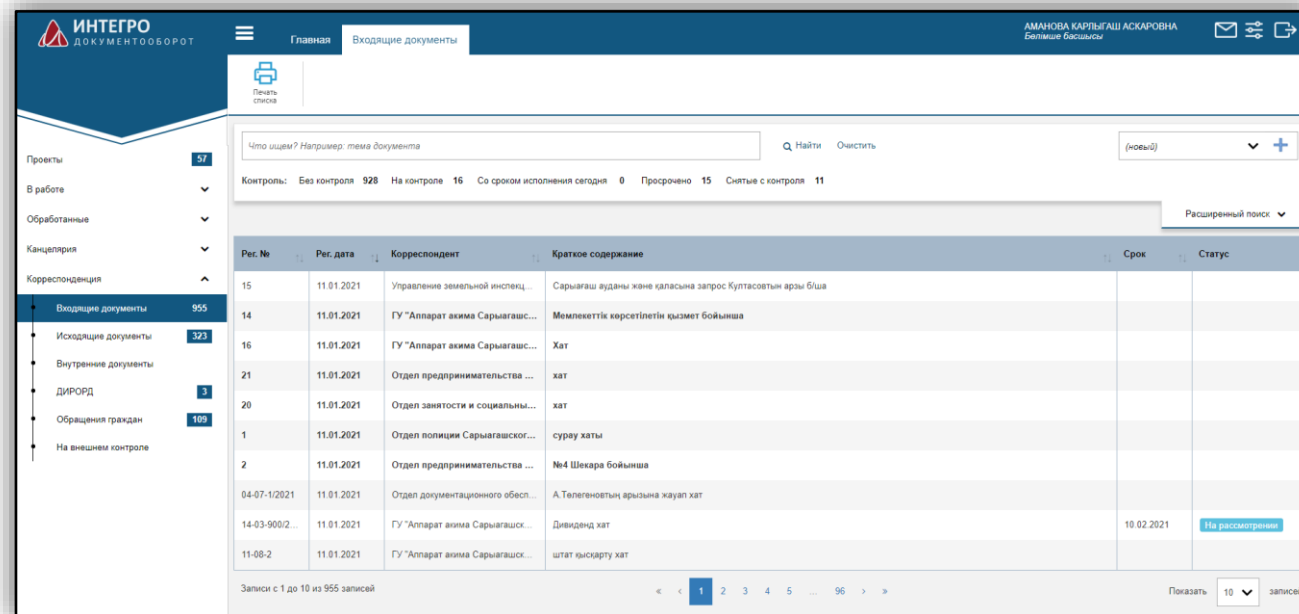 ИНТЕГРО
ДОКУМЕНТООБОРОТ
Главная Входящие документы
АМАНОВА КАРЛЫГАШ АСКАРОВНА
Бөлімше басшысы
Печать
списка
Что ищем? Например: тема документа Найти Очистить (новый)
Контроль: Без контроля 928 На контроле 16 Со сроком исполнения сегодня 0 Просрочено 15 Снятые с контроля 11
Расширенный поиск
Проекты 57
В работе
Обработанные
Канцелярия
Корреспонденция
Входящие документы 955
Исходящие документы 323
Внутренние документы
ДИРОРД 3
Обращения граждан 109
На внешнем контроле
Рег. № Рег. дата Корреспондент Краткое содержание Срок Статус
15 11.01.2021 Управление земельной инспекц... Сарыағаш ауданы және қаласына запрос Култасовтын арзы б/ша
14 11.01.2021 ГУ "Аппарат акима Сарыагашс... Мемлекеттік көрсетілетін қызмет бойынша
16 11.01.2021 ГУ "Аппарат акима Сарыагашс... Хат
21 11.01.2021 Отдел предпринимательства ... хат
20 11.01.2021 Отдел занятости и социальны... хат
1 11.01.2021 Отдел полиции Сарыагашског... сурау хаты
2 11.01.2021 Отдел предпринимательства ... №4 Шекара бойынша
04-07-1/2021 11.01.2021 Отдел документационного обесп... А.Төлегеновтың арызына жауап хат
14-03-900/2... 11.01.2021 ГУ "Аппарат акима Сарыагашск... Дивиденд хат 10.02.2021 На рассмотрении
11-08-2 11.01.2021 ГУ "Аппарат акима Сарыагашск... штат қысқарту хат
Записи с 1 до 10 из 955 записей « ‹ 1 2 3 4 5 ... 96 › » Показать 10 записей